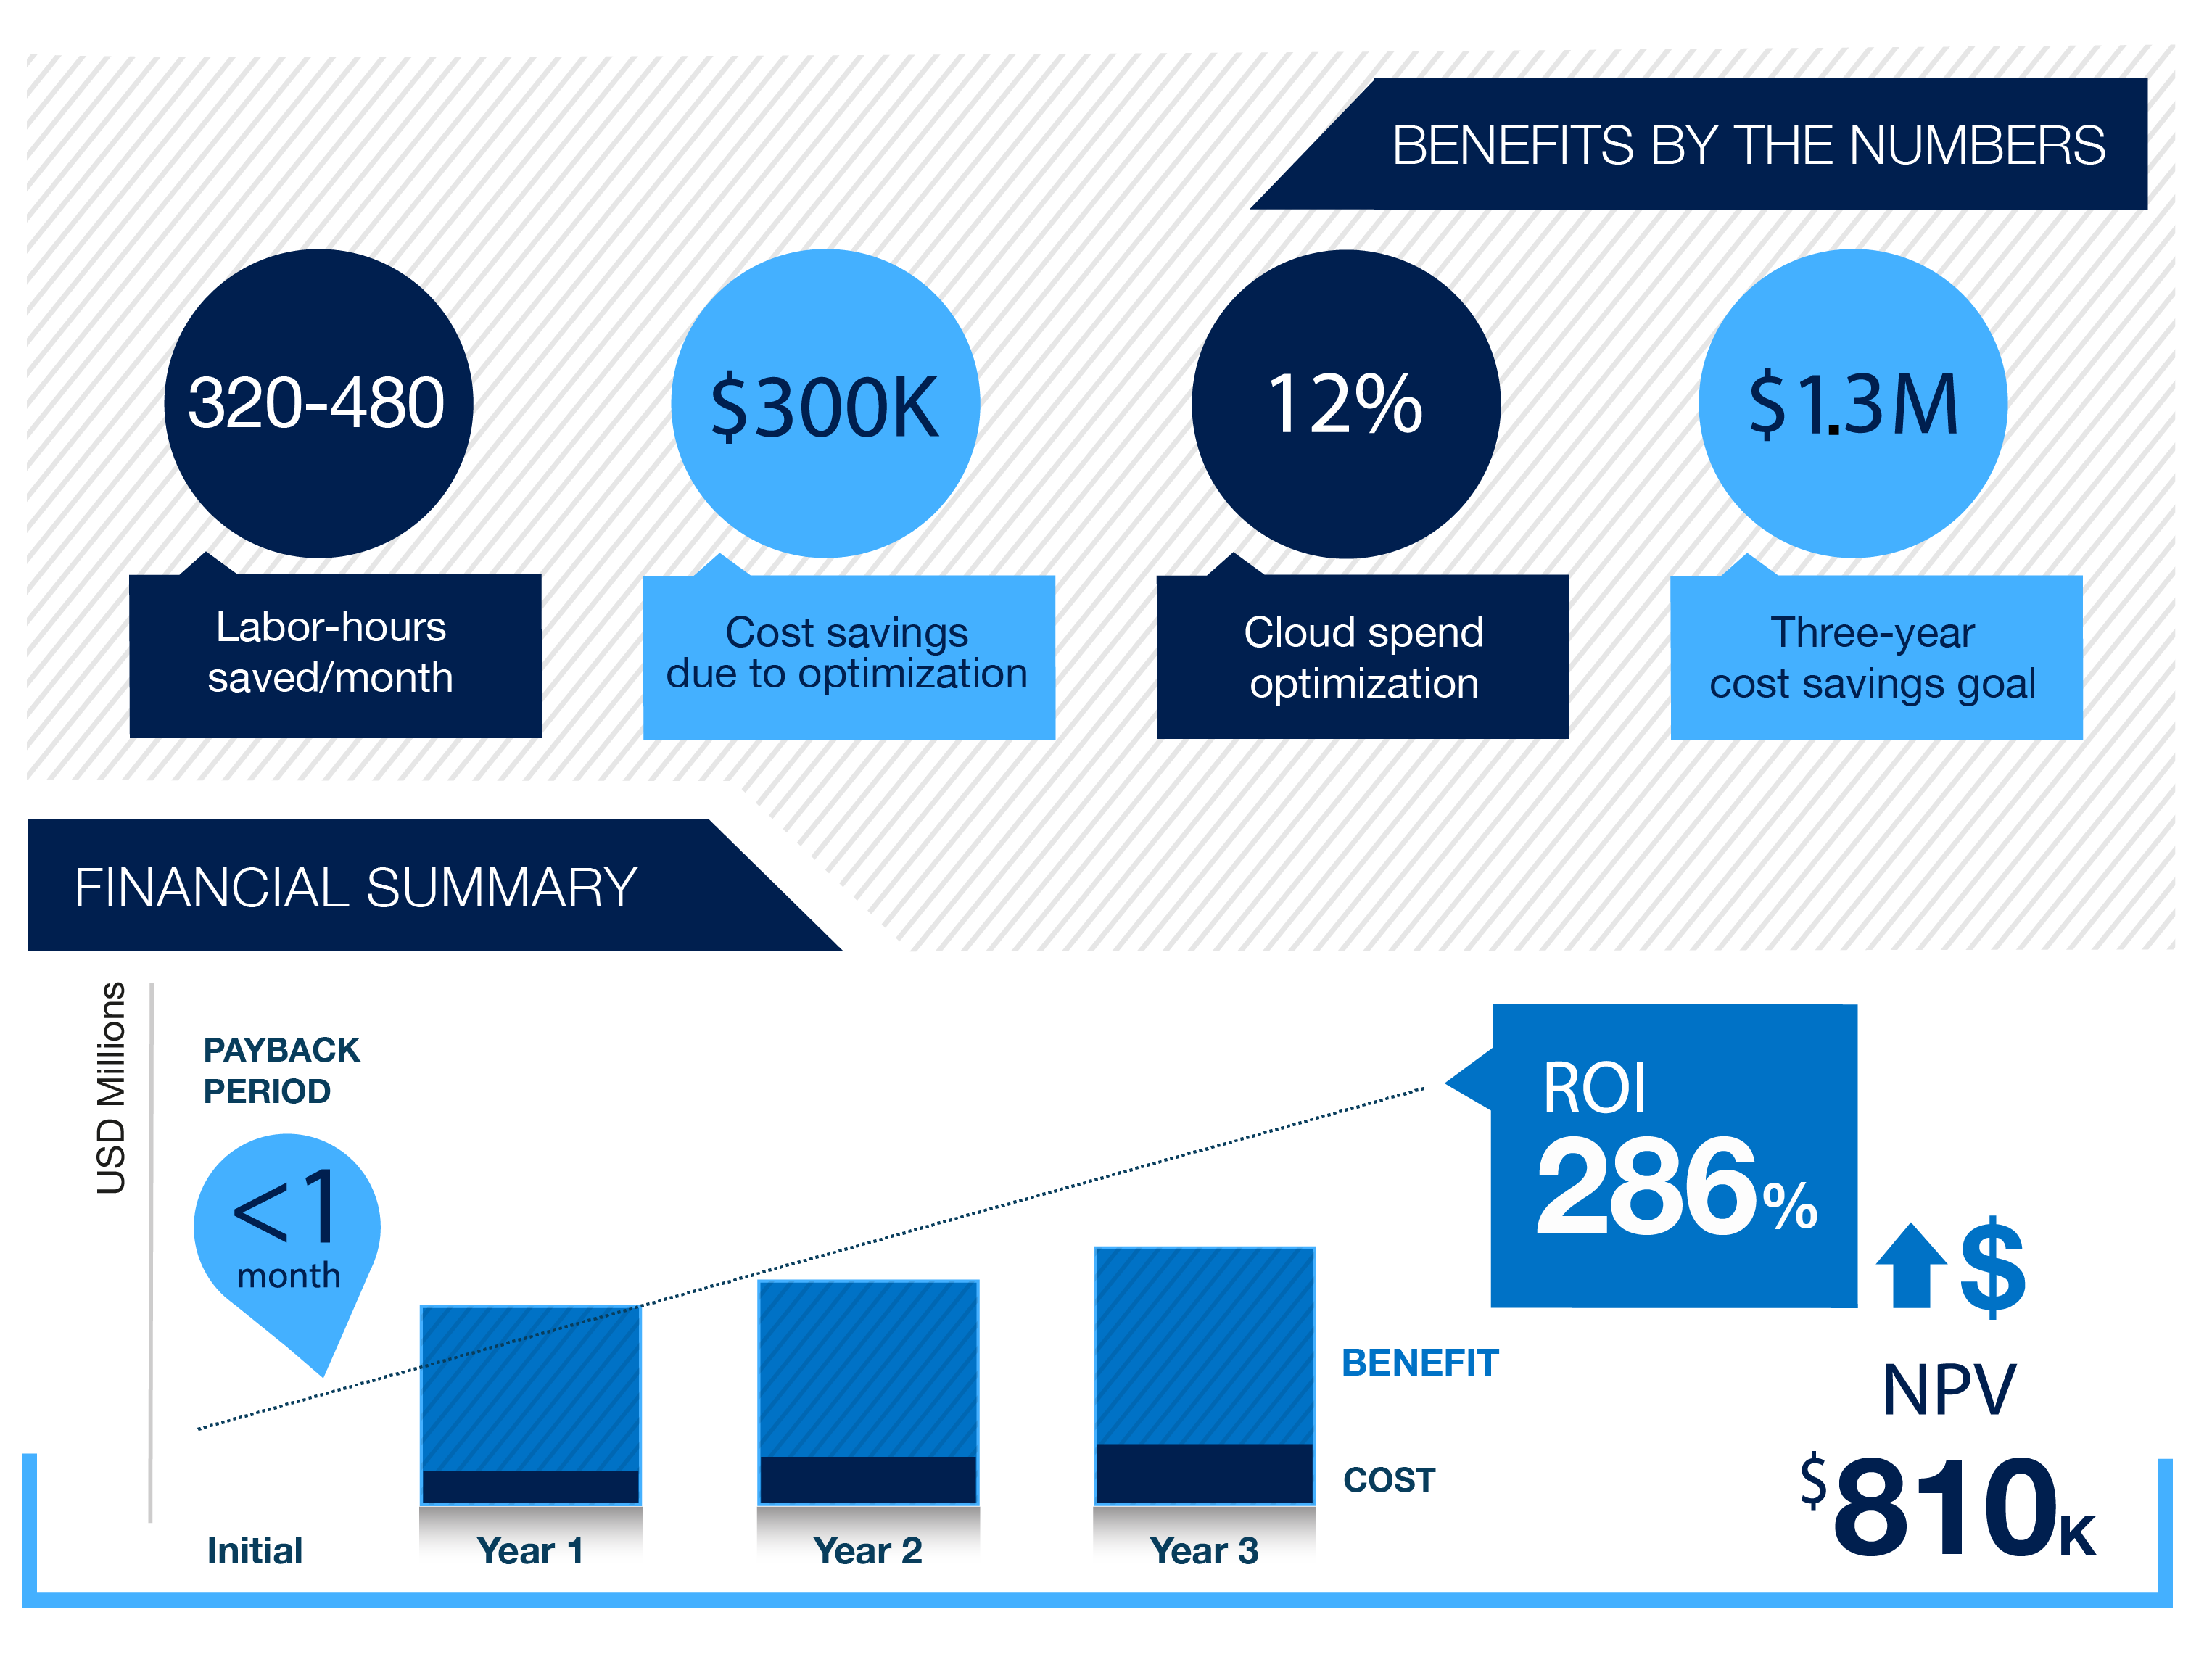 BENEFITS BY THE NUMBERS
320-480
$300K
12%
$1.3M
Labor-hours
saved/month
Cost savings
due to optimization
Cloud spend
optimization
Three-year
cost savings goal
FINANCIAL SUMMARY
USD Millions
PAYBACK
PERIOD
<1
month
ROI
286%
$
BENEFIT
COST
NPV
$810K
Initial
Year 1
Year 2
Year 3